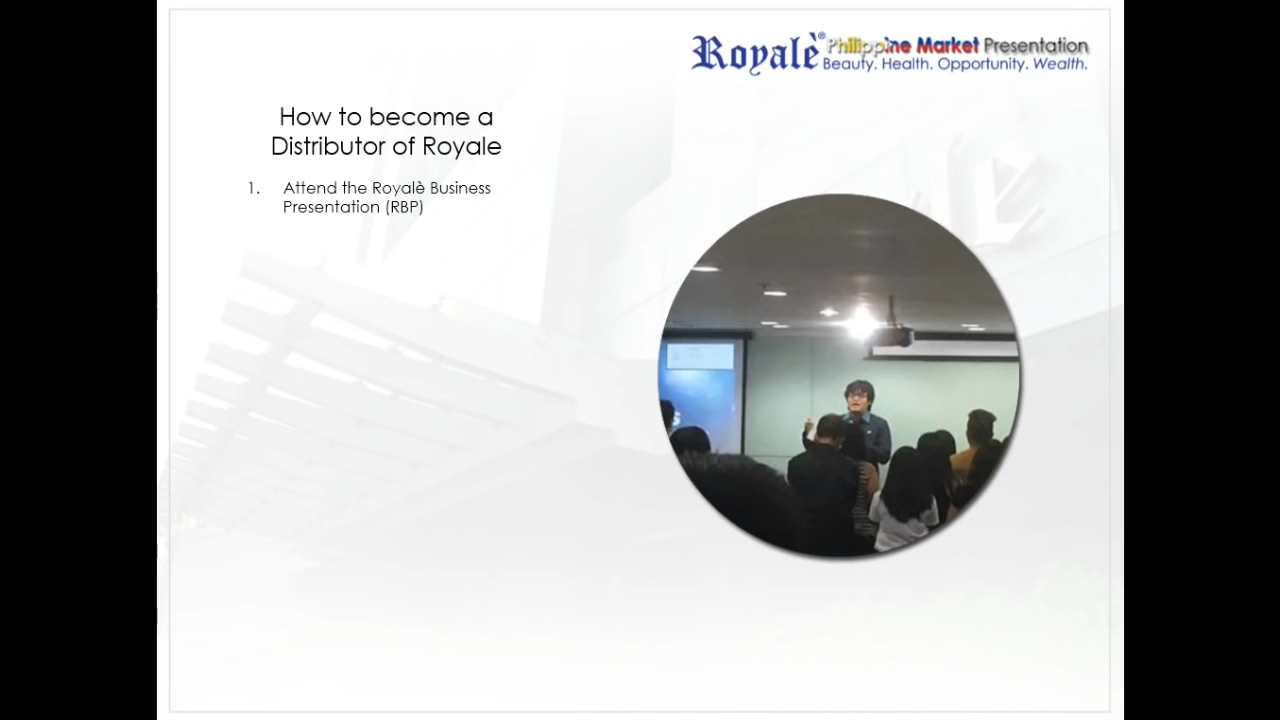 Royalè® Philippine Market Presentation
Beauty. Health. Opportunity. Wealth.
How to become a
Distributor of Royale
1. Attend the Royalè Business
Presentation (RBP)